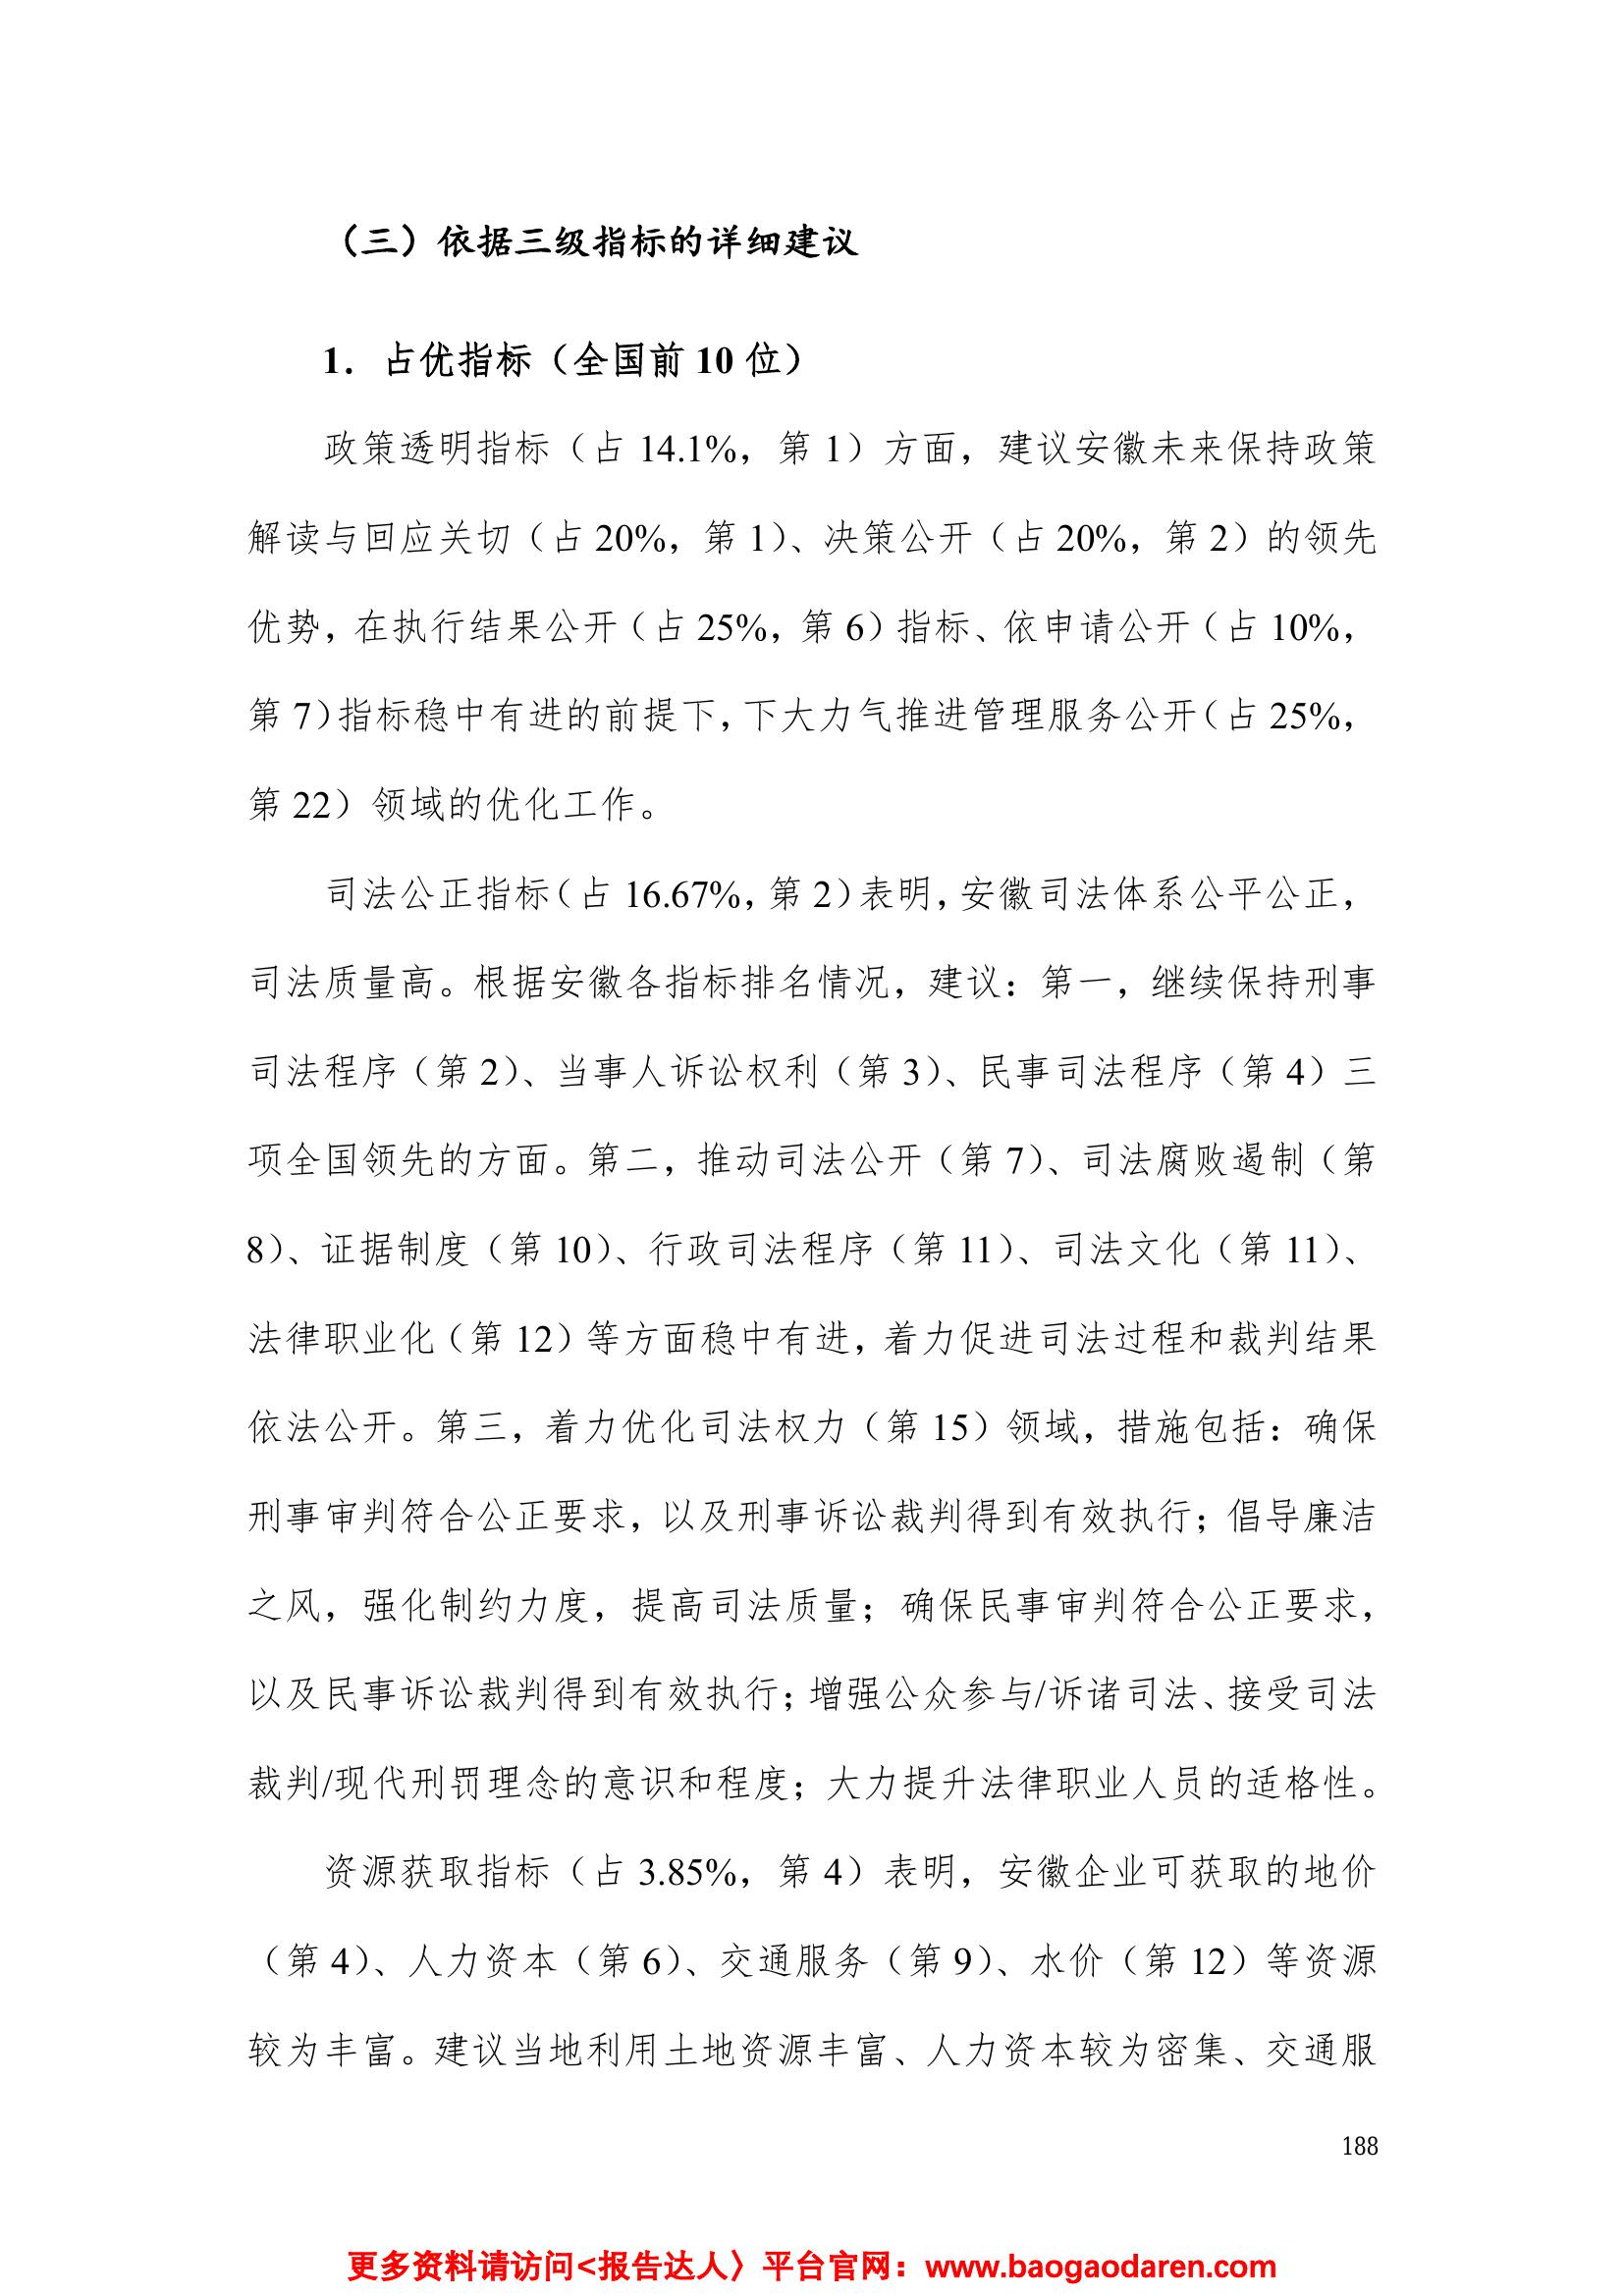 （三）依据三级指标的详细建议
1．占优指标（全国前 10 位）
政策透明指标（占 14.1%，第 1）方面，建议安徽未来保持政策
解读与回应关切（占 20%，第 1）、决策公开（占 20%，第 2）的领先
优势，在执行结果公开（占 25%，第 6）指标、依申请公开（占 10%，
第 7）指标稳中有进的前提下，下大力气推进管理服务公开（占 25%，
第 22）领域的优化工作。
司法公正指标（占 16.67%，第 2）表明，安徽司法体系公平公正，
司法质量高。根据安徽各指标排名情况，建议：第一，继续保持刑事
司法程序（第 2）、当事人诉讼权利（第 3）、民事司法程序（第 4）三
项全国领先的方面。第二，推动司法公开（第 7）、司法腐败遏制（第
8）、证据制度（第 10）、行政司法程序（第 11）、司法文化（第 11）、
法律职业化（第 12）等方面稳中有进，着力促进司法过程和裁判结果
依法公开。第三，着力优化司法权力（第 15）领域，措施包括：确保
刑事审判符合公正要求，以及刑事诉讼裁判得到有效执行；倡导廉洁
之风，强化制约力度，提高司法质量；确保民事审判符合公正要求，
以及民事诉讼裁判得到有效执行；增强公众参与/诉诸司法、接受司法
裁判/现代刑罚理念的意识和程度；大力提升法律职业人员的适格性。
资源获取指标（占 3.85%，第 4）表明，安徽企业可获取的地价
（第 4）、人力资本（第 6）、交通服务（第 9）、水价（第 12）等资源
较为丰富。建议当地利用土地资源丰富、人力资本较为密集、交通服
188
更多资料请访问<报告达人〉平台官网：www.baogaodaren.com